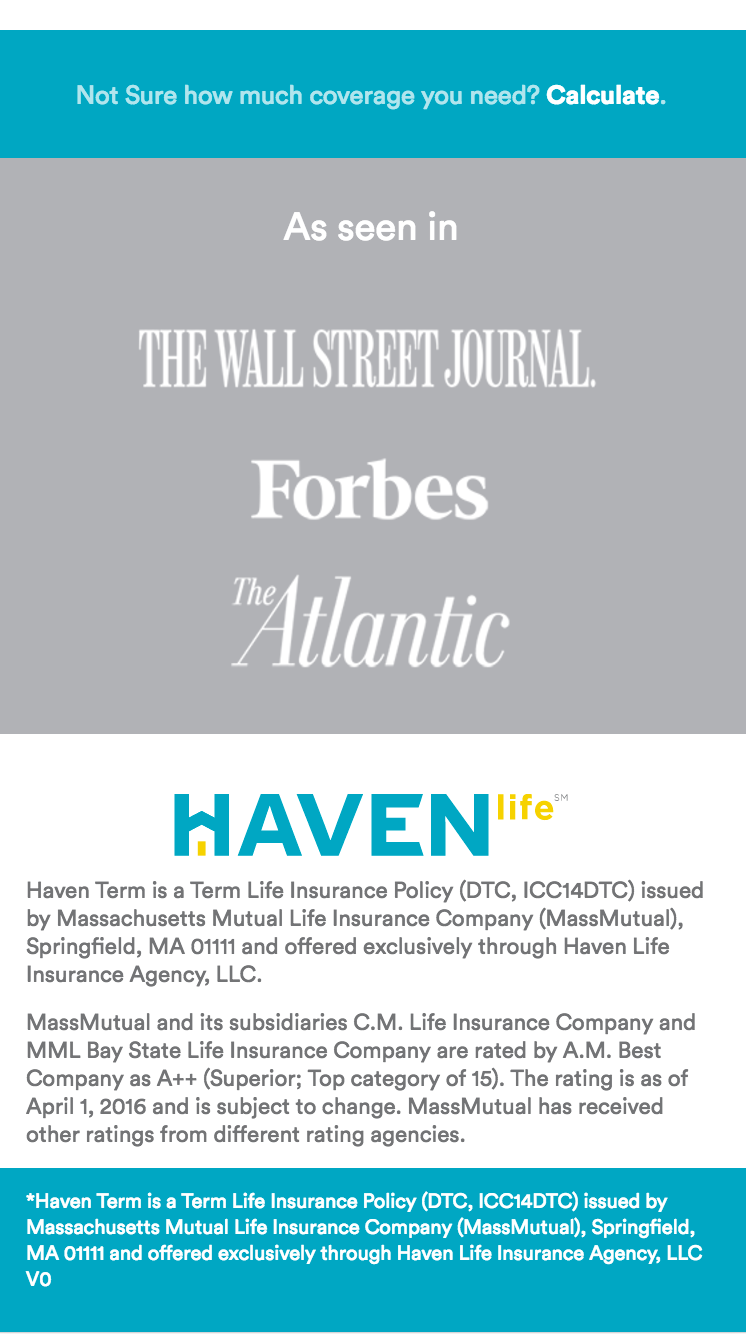 Not Sure how much coverage you need? Calculate.
As seen in
THE WALL STREET JOURNAL.
Forbes
The Atlantic
HAVEN life SM
Haven Term is a Term Life Insurance Policy (DTC, ICC14DTC) issued
by Massachusetts Mutual Life Insurance Company (MassMutual),
Springfield, MA 01111 and offered exclusively through Haven Life
Insurance Agency, LLC.
MassMutual and its subsidiaries C.M. Life Insurance Company and
MML Bay State Life Insurance Company are rated by A.M. Best
Company as A++ (Superior; Top category of 15). The rating is as of
April 1, 2016 and is subject to change. MassMutual has received
other ratings from different rating agencies.
*Haven Term is a Term Life Insurance Policy (DTC, ICC14DTC) issued by
Massachusetts Mutual Life Insurance Company (MassMutual), Springfield,
MA 01111 and offered exclusively through Haven Life Insurance Agency, LLC
V0